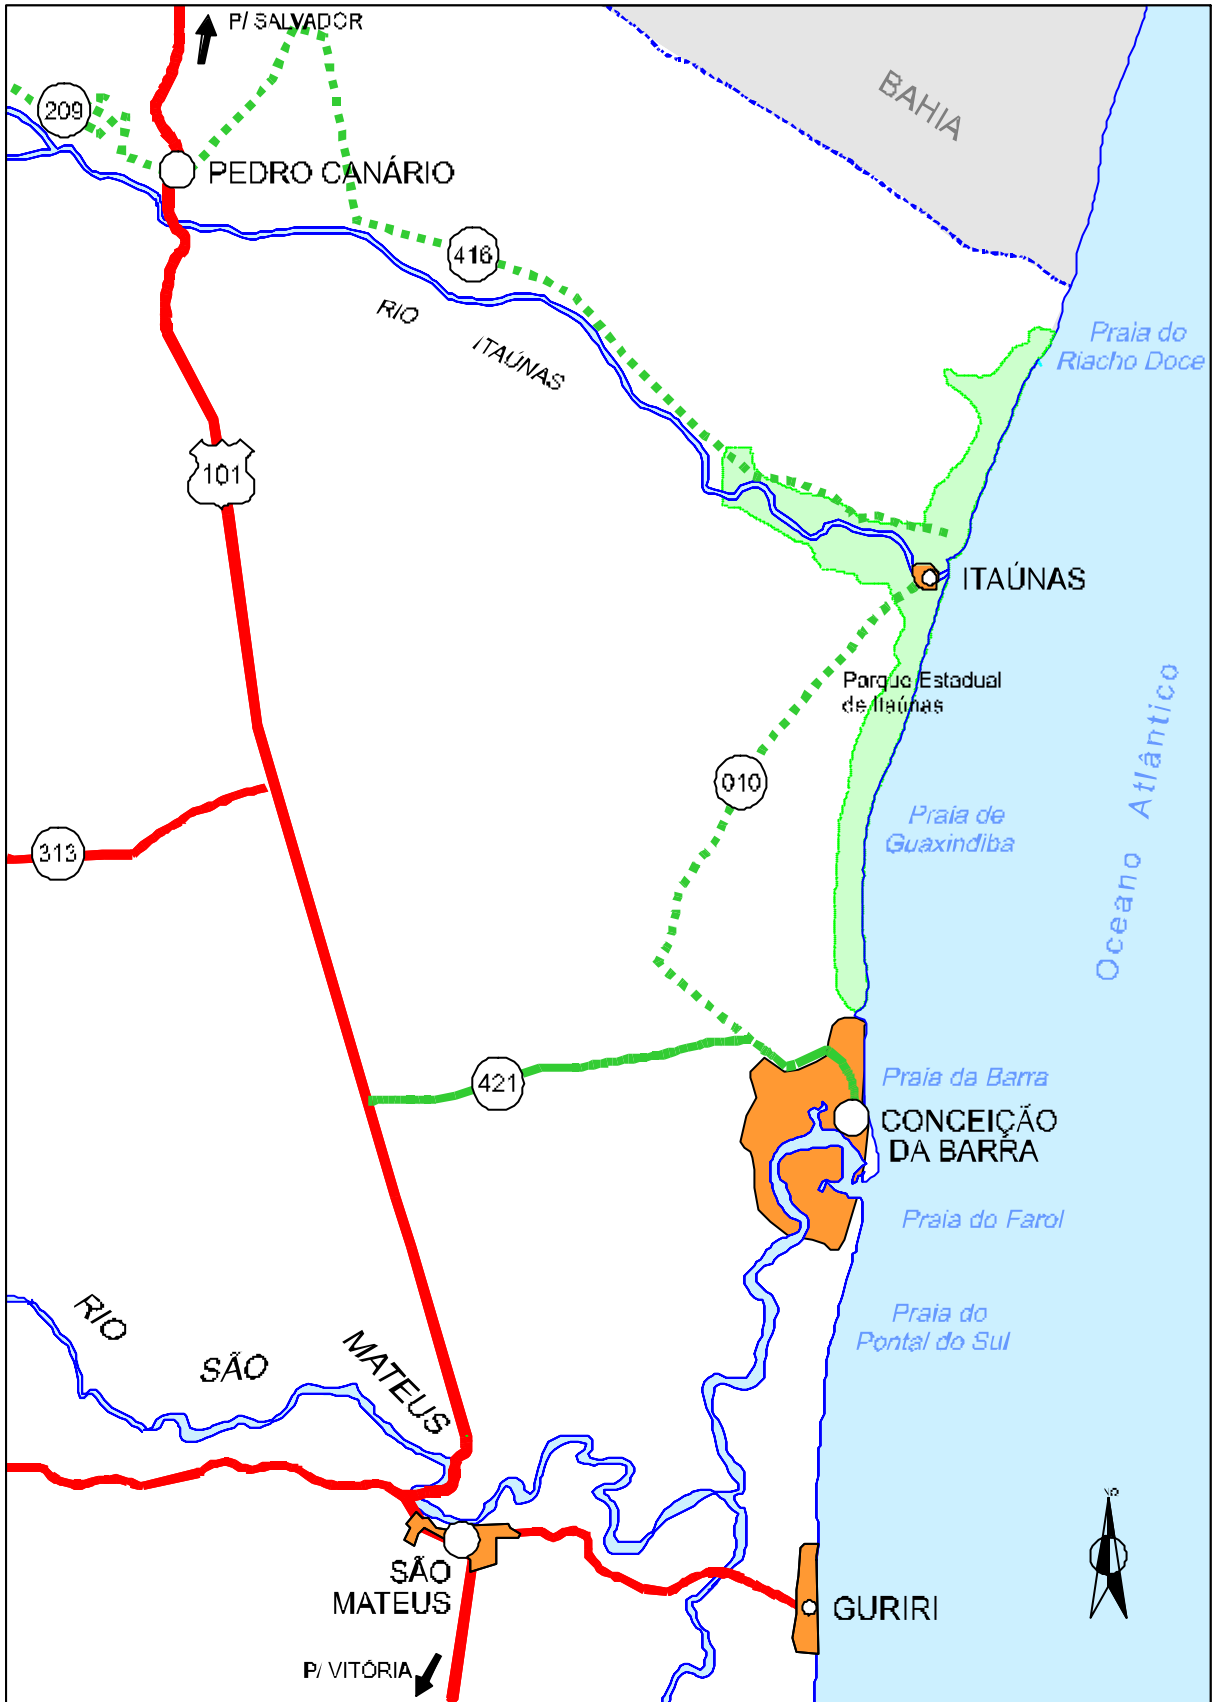 P/ SALVADOR
BAHIA
209
PEDRO CANÁRIO
416
RIO
ITAÚNAS
Praia do
Riacho Doce
101
ITAÚNAS
Parque Estadual
de Itaúnas
Oceano Atlântico
010
Praia de
Guaxindiba
313
421
Praia da Barra
CONCEIÇÃO
DA BARRA
Praia do Farol
RIO
SÃO
MATEUS
Praia do
Pontal do Sul
SÃO
MATEUS
GURIRI
P/ VITÓRIA